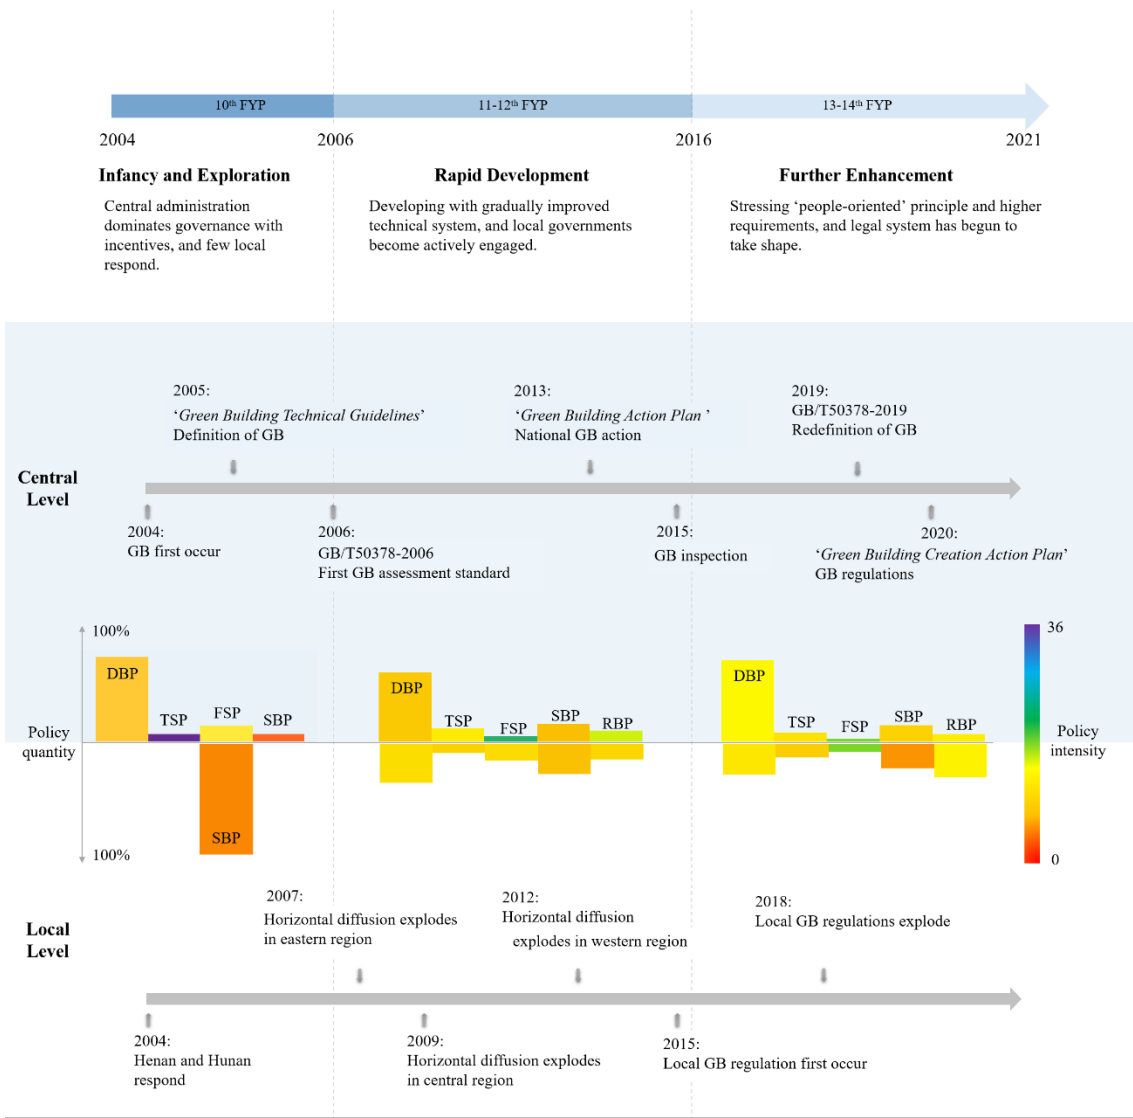 10th FYP
11-12th FYP
13-14th FYP
2004
2006
2016
2021
Infancy and Exploration
Central administration
dominates governance with
incentives, and few local
respond.
Rapid Development
Developing with gradually improved
technical system, and local governments
become actively engaged.
Further Enhancement
Stressing ‘people-oriented’ principle and higher
requirements, and legal system has begun to
take shape.
Central
Level
2005:
‘Green Building Technical Guidelines’
Definition of GB
2013:
‘Green Building Action Plan ’
National GB action
2019:
GB/T50378-2019
Redefinition of GB
2004:
GB first occur
2006:
GB/T50378-2006
First GB assessment standard
2015:
GB inspection
2020:
‘Green Building Creation Action Plan’
GB regulations
100%
Policy
quantity
100%
DBP
TSP
FSP
SBP
SBP
DBP
TSP
FSP
SBP
RBP
DBP
TSP
FSP
SBP
RBP
36
Policy
intensity
0
Local
Level
2007:
Horizontal diffusion explodes
in eastern region
2012:
Horizontal diffusion
explodes in western region
2018:
Local GB regulations explode
2004:
Henan and Hunan
respond
2009:
Horizontal diffusion explodes
in central region
2015:
Local GB regulation first occur